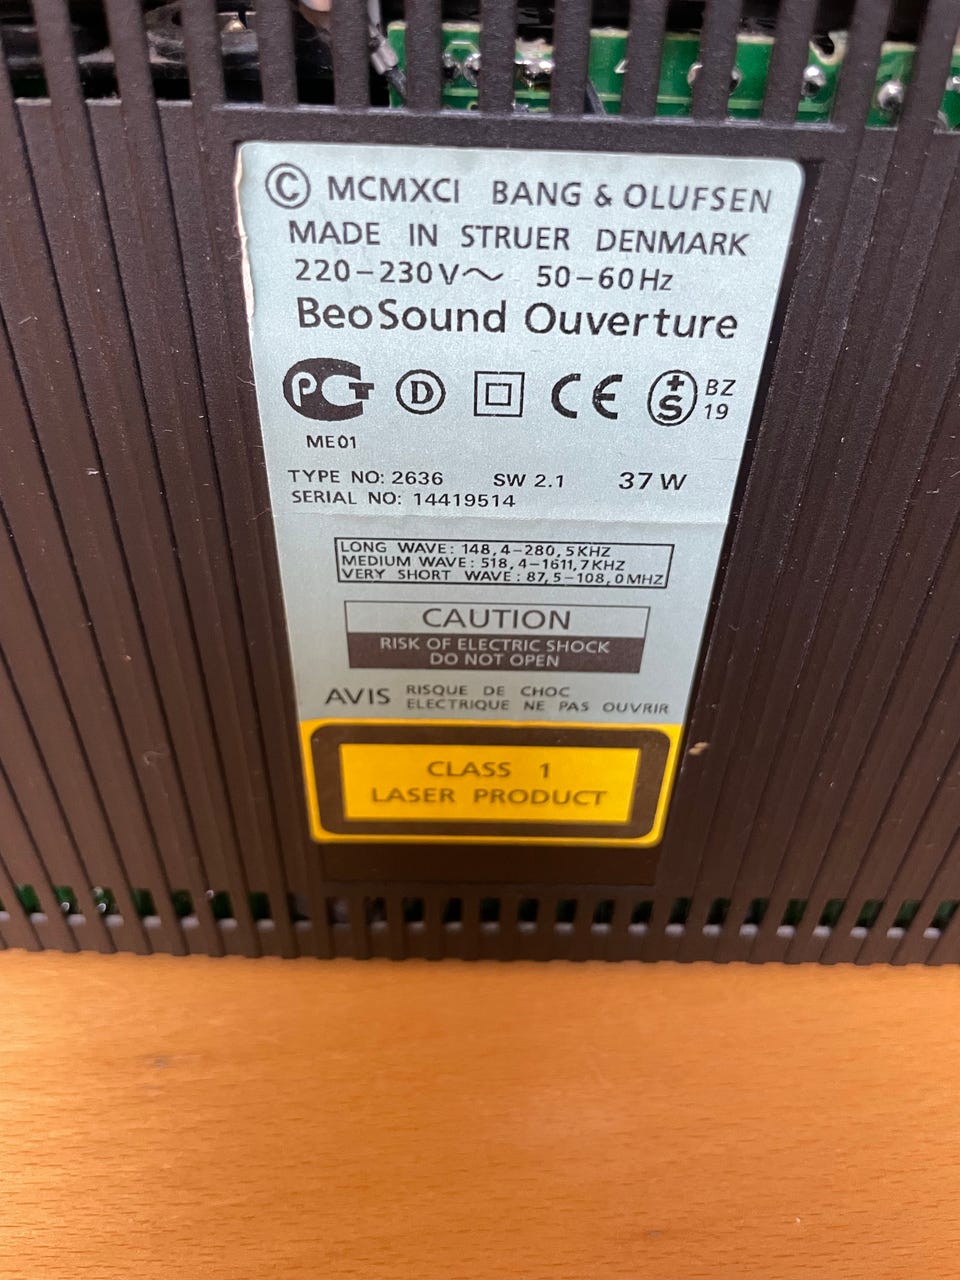 © MCMXCI BANG & OLUFSEN
MADE IN STRUER DENMARK
220-230V~ 50-60Hz
BeoSound Ouverture
PCT D CE +S BZ 19
ME01
TYPE NO: 2636 SW 2.1 37 W
SERIAL NO: 14419514
LONG WAVE: 148,4-280,5KHZ
MEDIUM WAVE: 518,4-1611,7KHZ
VERY SHORT WAVE: 87,5-108,0MHZ
CAUTION
RISK OF ELECTRIC SHOCK
DO NOT OPEN
AVIS RISQUE DE CHOC
ELECTRIQUE NE PAS OUVRIR
CLASS 1
LASER PRODUCT